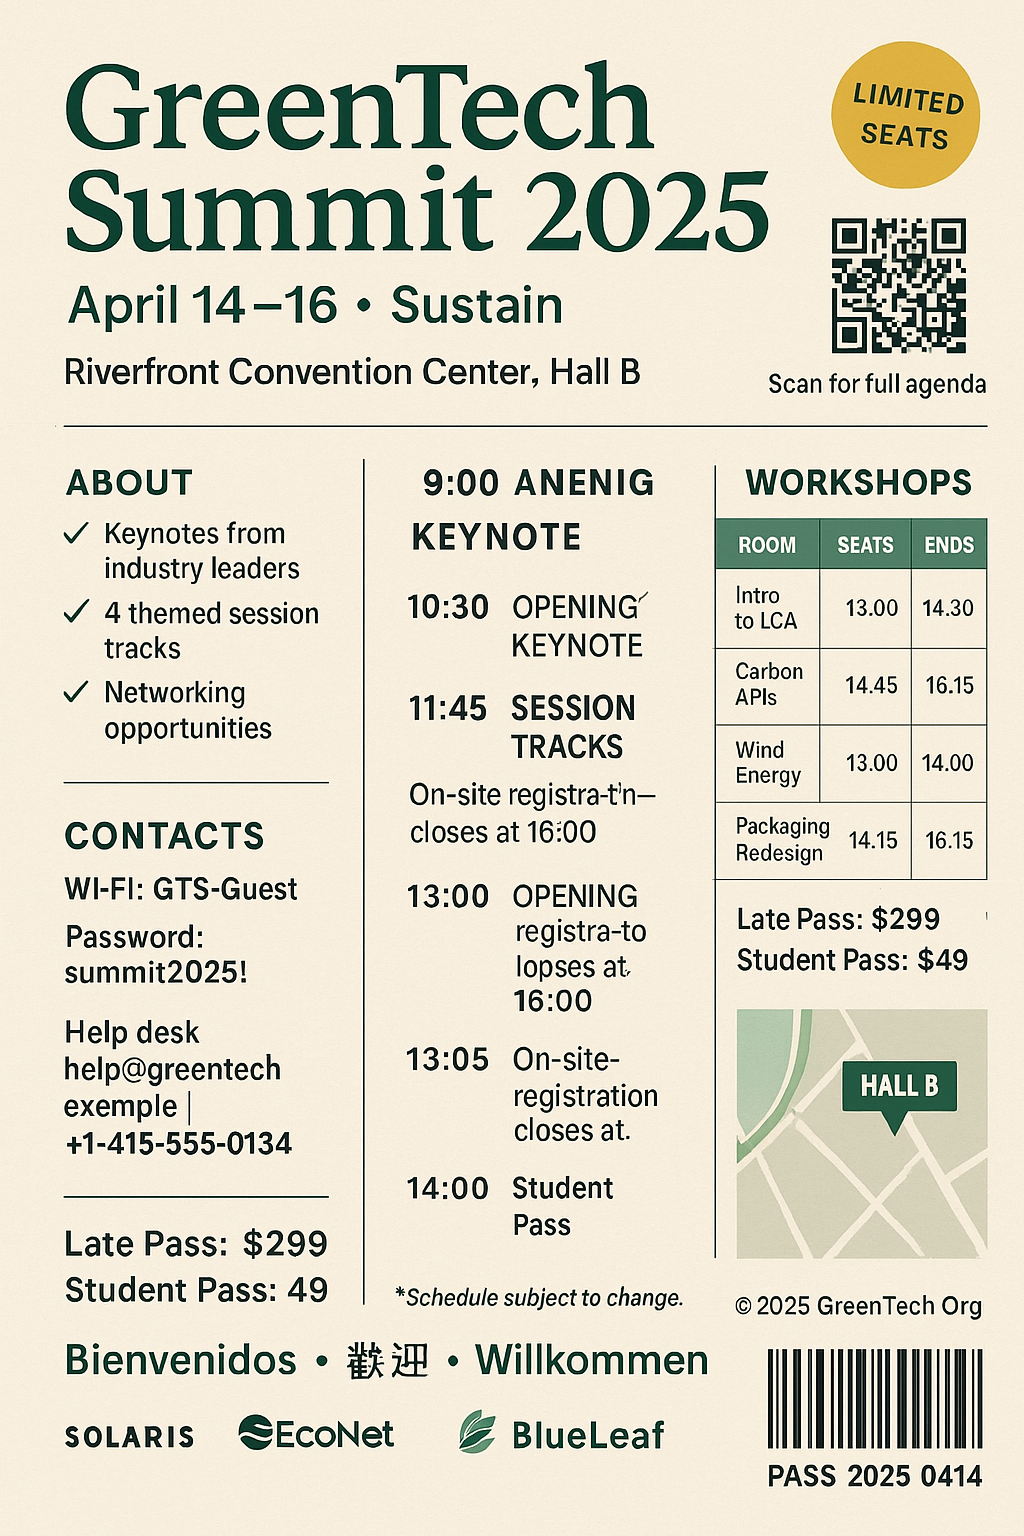 GreenTech
Summit 2025
April 14–16 • Sustain
Riverfront Convention Center, Hall B
LIMITED
SEATS
Scan for full agenda
ABOUT
✓ Keynotes from
industry leaders
✓ 4 themed session
tracks
✓ Networking
opportunities
CONTACTS
WI-FI: GTS-Guest
Password:
summit2025!
Help desk
help@greentech
exemple |
+1-415-555-0134
Late Pass: $299
Student Pass: 49
9:00 ANENIG
KEYNOTE
10:30 OPENING
KEYNOTE
11:45 SESSION
TRACKS
On-site registra-t'n—
closes at 16:00
13:00 OPENING
registra-to
lopses at
16:00
13:05 On-site-
registration
closes at.
14:00 Student
Pass
*Schedule subject to change.
WORKSHOPS
ROOM SEATS ENDS
Intro
to LCA 13.00 14.30
Carbon
APIs 14.45 16.15
Wind
Energy 13.00 14.00
Packaging
Redesign 14.15 16.15
Late Pass: $299
Student Pass: $49
HALL B
© 2025 GreenTech Org
Bienvenidos • 歡迎 • Willkommen
SOLARIS EcoNet BlueLeaf
PASS 2025 0414